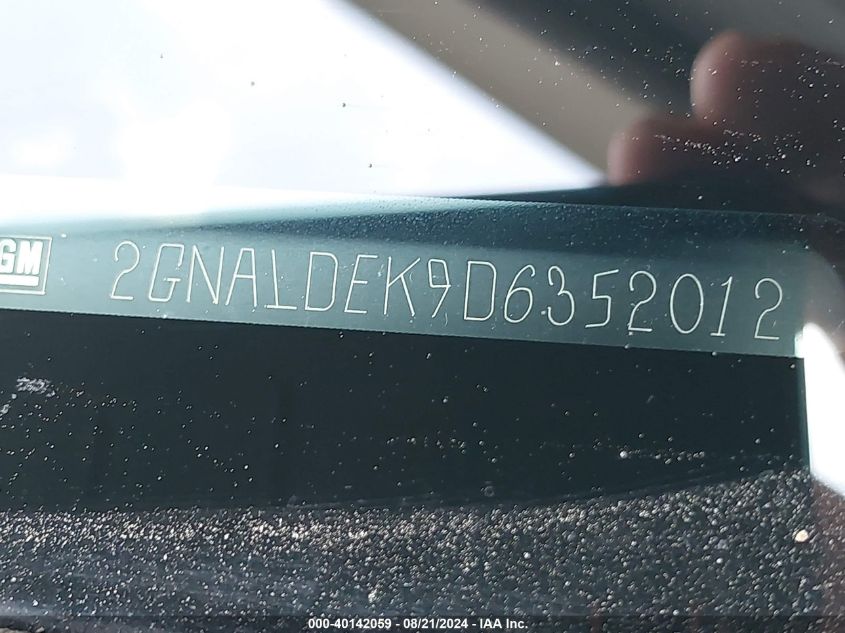 GM 2GNALDEK9D6352012
000-40142059 - 08/21/2024 - IAA Inc.